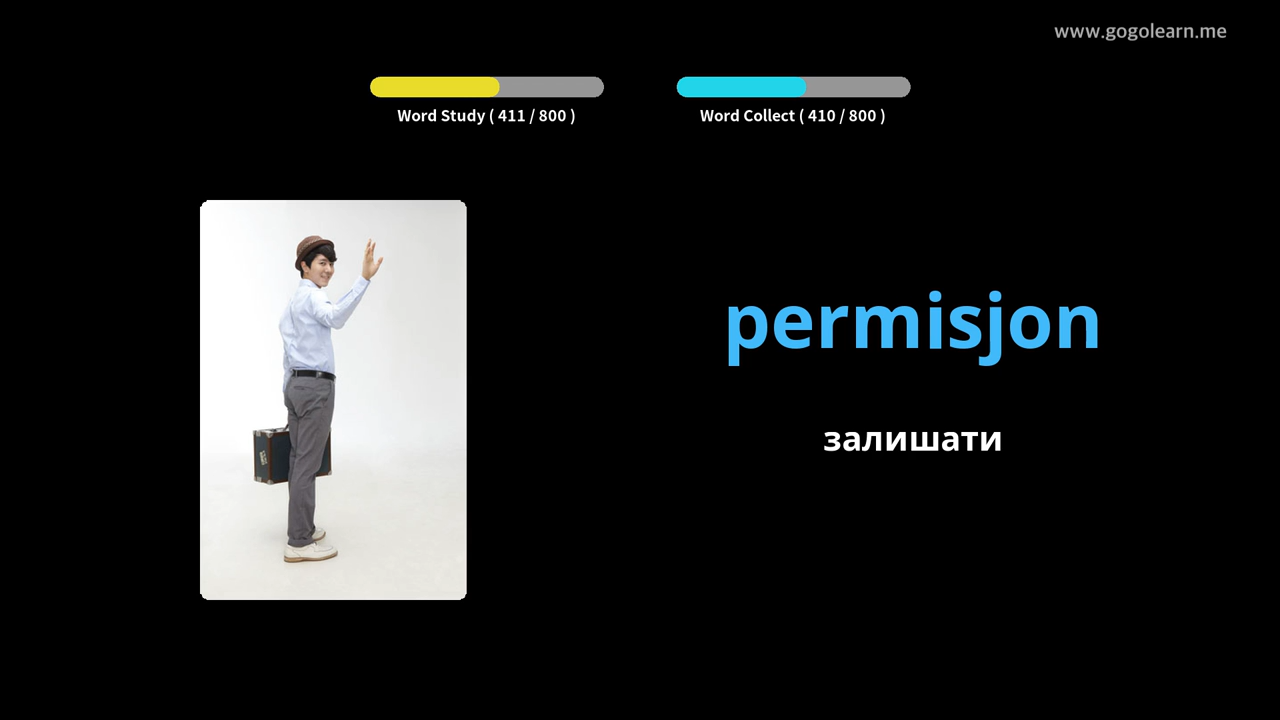 www.gogolearn.me
Word Study ( 411 / 800 )
Word Collect ( 410 / 800 )
permisjon
залишати